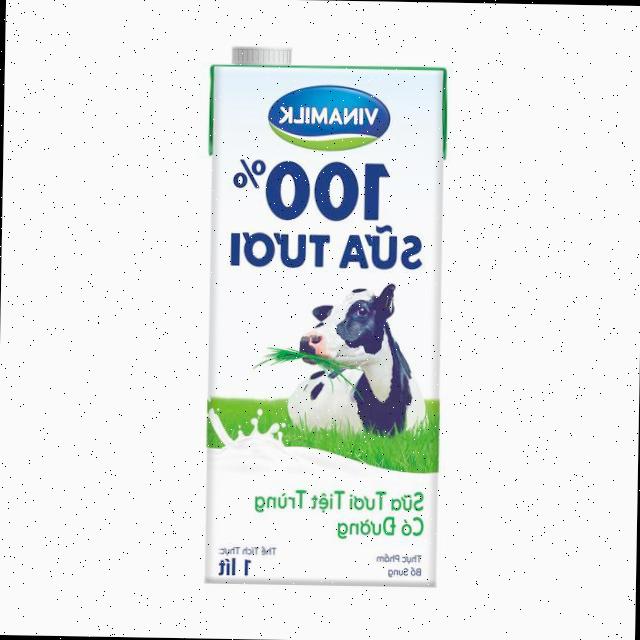 VINAMILK
100%
SỮA TƯƠI
Sữa Tươi Tiệt Trùng
Có Đường
Thực Phẩm
Bổ Sung
Thể Tích Thực:
1 lít